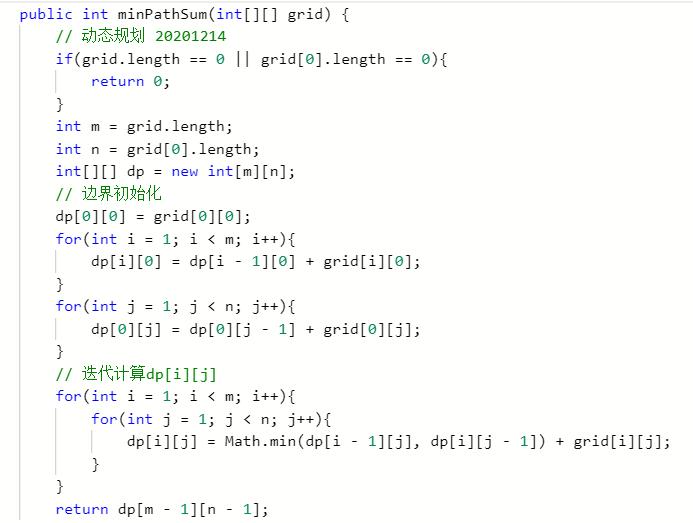 public int minPathSum(int[][] grid) {
    // 动态规划 20201214
    if(grid.length == 0 || grid[0].length == 0){
        return 0;
    }
    int m = grid.length;
    int n = grid[0].length;
    int[][] dp = new int[m][n];
    // 边界初始化
    dp[0][0] = grid[0][0];
    for(int i = 1; i < m; i++){
        dp[i][0] = dp[i - 1][0] + grid[i][0];
    }
    for(int j = 1; j < n; j++){
        dp[0][j] = dp[0][j - 1] + grid[0][j];
    }
    // 迭代计算dp[i][j]
    for(int i = 1; i < m; i++){
        for(int j = 1; j < n; j++){
            dp[i][j] = Math.min(dp[i - 1][j], dp[i][j - 1]) + grid[i][j];
        }
    }
    return dp[m - 1][n - 1];